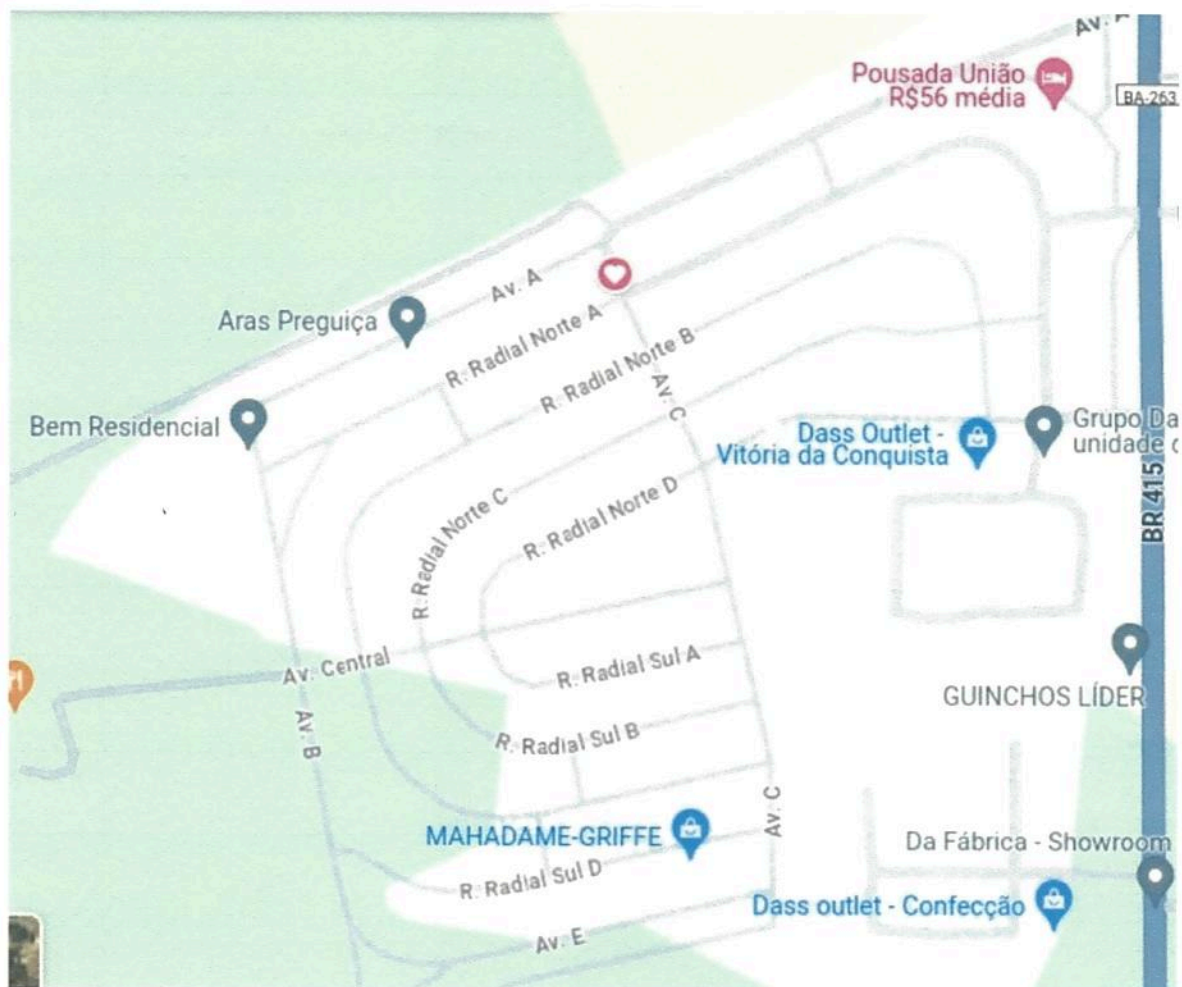 Av. A
Pousada União
R$56 média
BA-263
Av. A
Aras Preguiça
R. Radial Norte A
R. Radial Norte B
Av. C
Bem Residencial
Dass Outlet -
Vitória da Conquista
Grupo Da
unidade
R. Radial Norte C
R. Radial Norte D
BR 415
Av. Central
R. Radial Sul A
GUINCHOS LÍDER
Av. B
R. Radial Sul B
Av. C
MAHADAME-GRIFFE
Da Fábrica - Showroom
R. Radial Sul D
Dass outlet - Confecção
Av. E